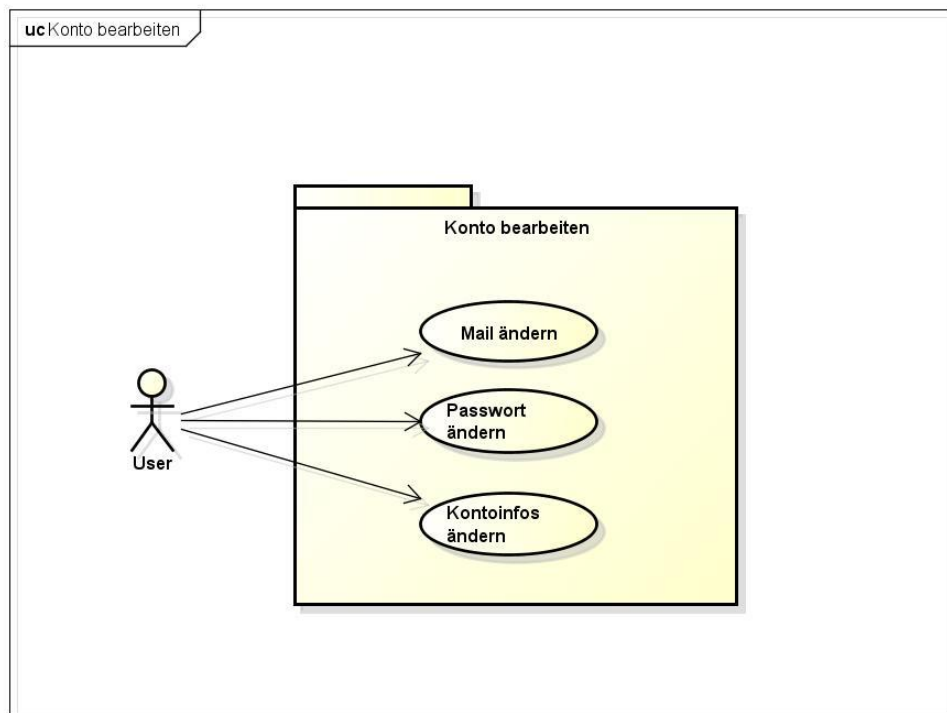 uc Konto bearbeiten
Konto bearbeiten
Mail ändern
Passwort
ändern
User
Kontoinfos
ändern